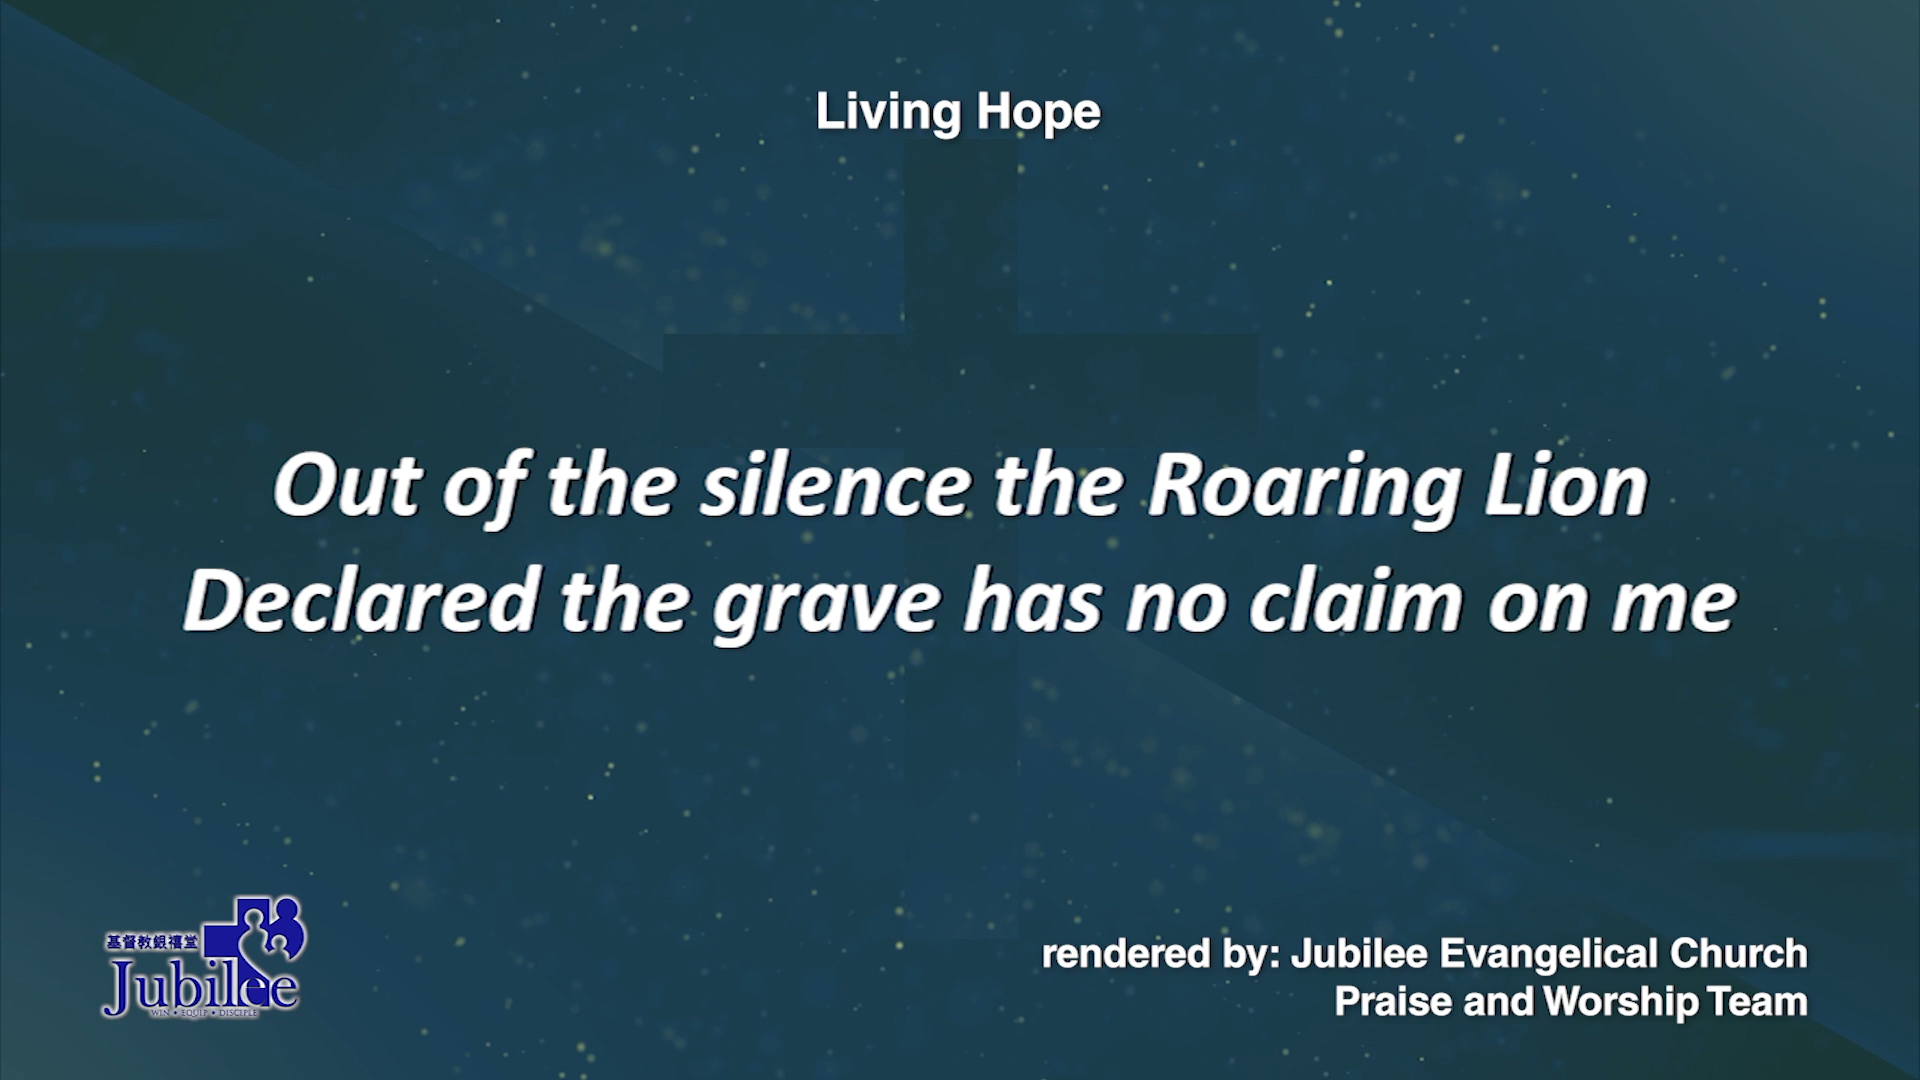 Living Hope
Out of the silence the Roaring Lion
Declared the grave has no claim on me
基督教銀禧堂
Jubilee
WIN • EQUIP • DISCIPLE
rendered by: Jubilee Evangelical Church
Praise and Worship Team